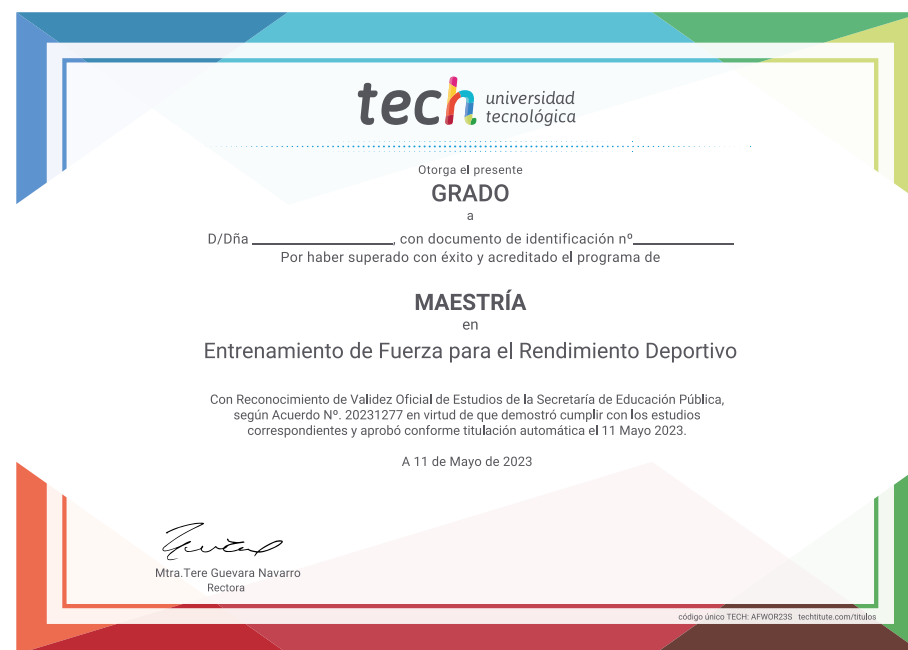 tech universidad
tecnológica
Otorga el presente
GRADO
a
D/Dña ________________, con documento de identificación nº____________
Por haber superado con éxito y acreditado el programa de
MAESTRÍA
en
Entrenamiento de Fuerza para el Rendimiento Deportivo
Con Reconocimiento de Validez Oficial de Estudios de la Secretaría de Educación Pública,
según Acuerdo Nº. 20231277 en virtud de que demostró cumplir con los estudios
correspondientes y aprobó conforme titulación automática el 11 Mayo 2023.
A 11 de Mayo de 2023
Mtra.Tere Guevara Navarro
Rectora
código único TECH: AFWOR23S techtitute.com/titulos